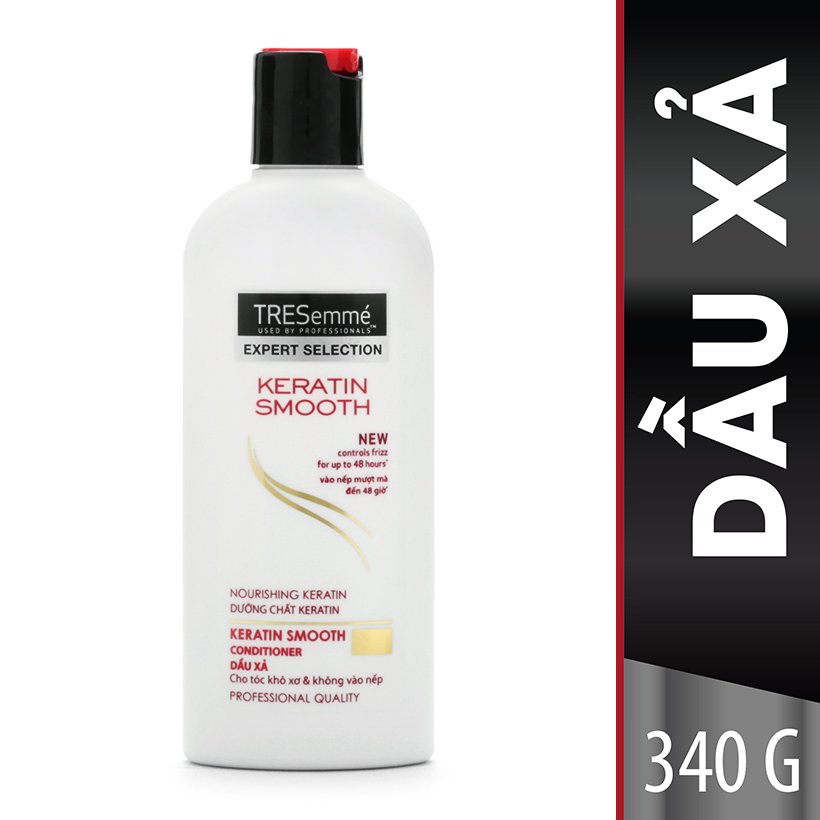 TRESemmé
USED BY PROFESSIONALS™
EXPERT SELECTION
KERATIN
SMOOTH
NEW
controls frizz
for up to 48 hours*
vào nếp mượt mà
đến 48 giờ*
NOURISHING KERATIN
DƯỠNG CHẤT KERATIN
KERATIN SMOOTH
CONDITIONER
DẦU XẢ
Cho tóc khô xơ & không vào nếp
PROFESSIONAL QUALITY
DẦU XẢ
340 G